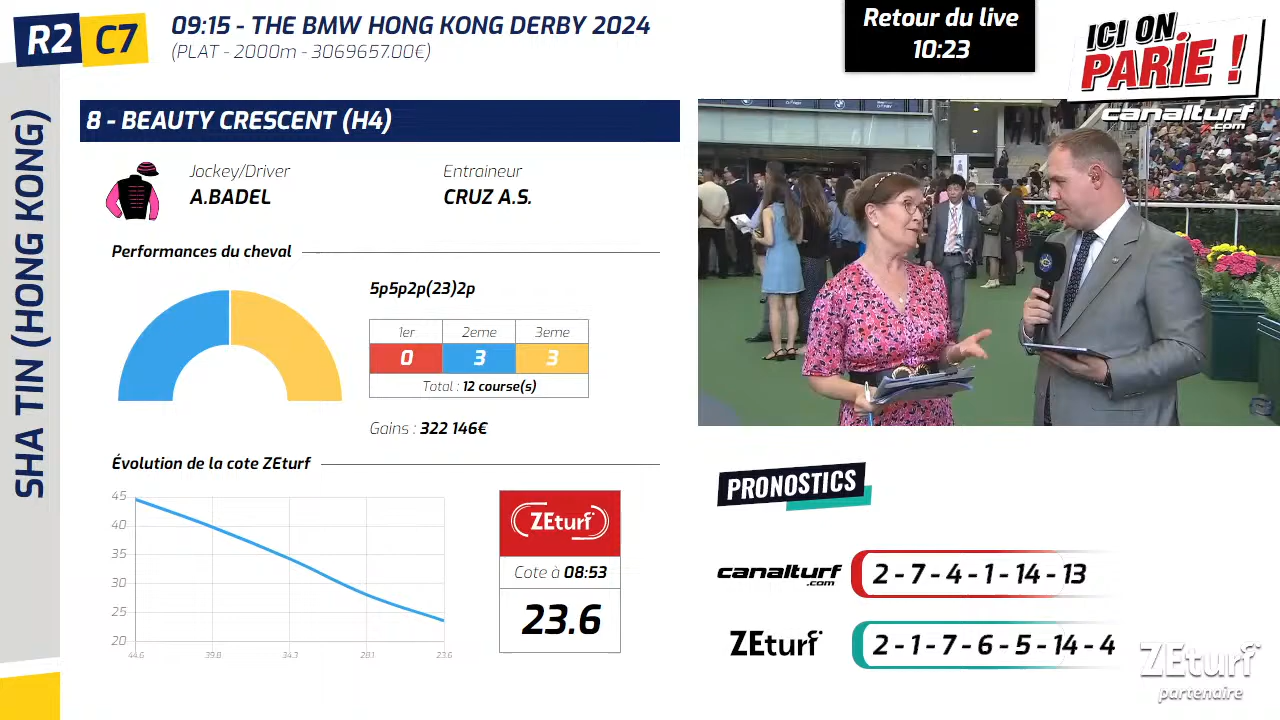 R2 C7
09:15 - THE BMW HONG KONG DERBY 2024
(PLAT - 2000m - 3069657.00€)
Retour du live
10:23
ICI ON
PARIE !
canalturf
.com
SHA TIN (HONG KONG)
8 - BEAUTY CRESCENT (H4)
Jockey/Driver
A.BADEL
Entraineur
CRUZ A.S.
Performances du cheval
5p5p2p(23)2p
1er 2eme 3eme
0 3 3
Total : 12 course(s)
Gains : 322 146€
Évolution de la cote ZEturf
45
40
35
30
25
20
44.6 39.8 34.3 28.1 23.6
ZEturf
Cote à 08:53
23.6
PRONOSTICS
canalturf
.com
2 - 7 - 4 - 1 - 14 - 13
ZEturf
2 - 1 - 7 - 6 - 5 - 14 - 4
ZEturf
partenaire